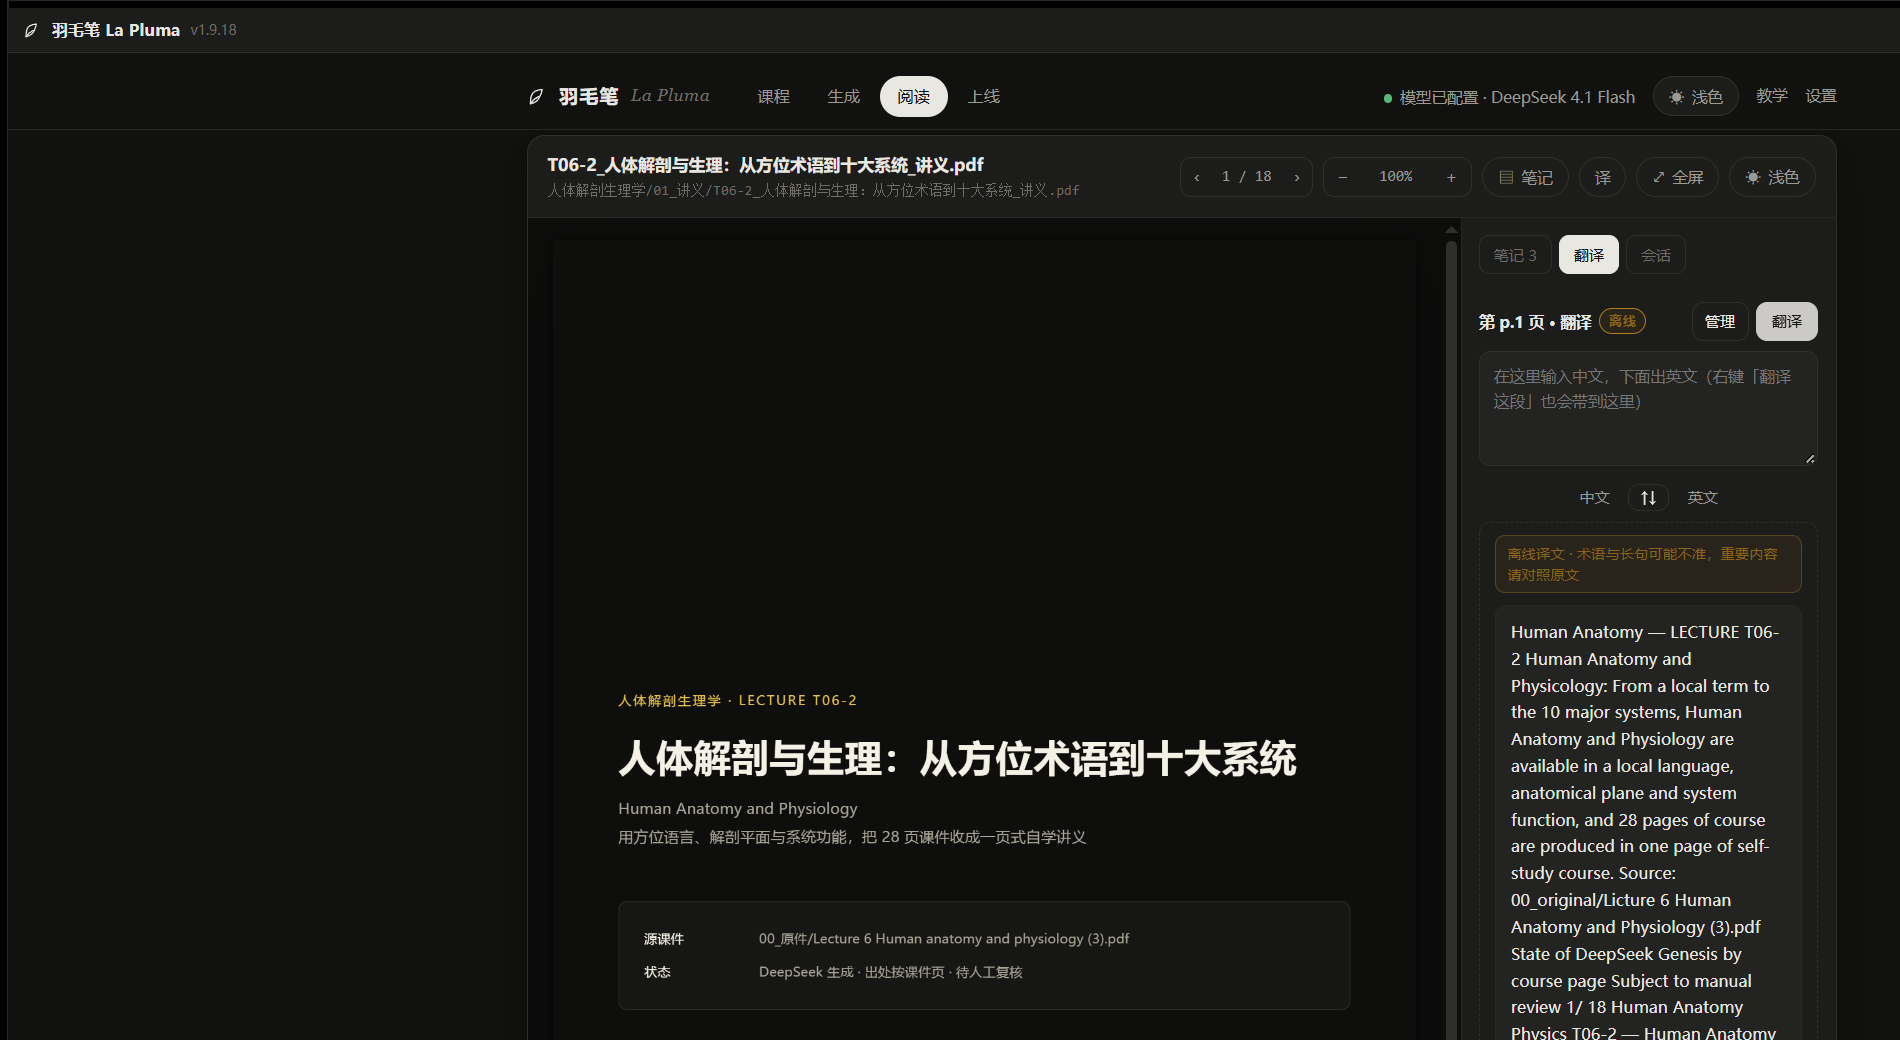 羽毛笔 La Pluma v1.9.18
羽毛笔 La Pluma 课程 生成 阅读 上线 模型已配置 · DeepSeek 4.1 Flash 浅色 教学 设置
T06-2_人体解剖与生理：从方位术语到十大系统_讲义.pdf
人体解剖生理学/01_讲义/T06-2_人体解剖与生理：从方位术语到十大系统_讲义.pdf
‹ 1 / 18 › − 100% + 笔记 译 全屏 浅色
笔记 3 翻译 会话
第 p.1 页 • 翻译 离线 管理 翻译
在这里输入中文，下面出英文（右键「翻译
这段」也会带到这里）
中文 英文
离线译文 · 术语与长句可能不准，重要内容
请对照原文
Human Anatomy — LECTURE T06-
2 Human Anatomy and
Physicology: From a local term to
the 10 major systems, Human
Anatomy and Physiology are
available in a local language,
anatomical plane and system
function, and 28 pages of course
are produced in one page of self-
study course. Source:
00_original/Licture 6 Human
Anatomy and Physiology (3).pdf
State of DeepSeek Genesis by
course page Subject to manual
review 1/ 18 Human Anatomy
Physics T06-2 — Human Anatomy
人体解剖生理学 · LECTURE T06-2
人体解剖与生理：从方位术语到十大系统
Human Anatomy and Physiology
用方位语言、解剖平面与系统功能，把 28 页课件收成一页式自学讲义
源课件 00_原件/Lecture 6 Human anatomy and physiology (3).pdf
状态 DeepSeek 生成 · 出处按课件页 · 待人工复核